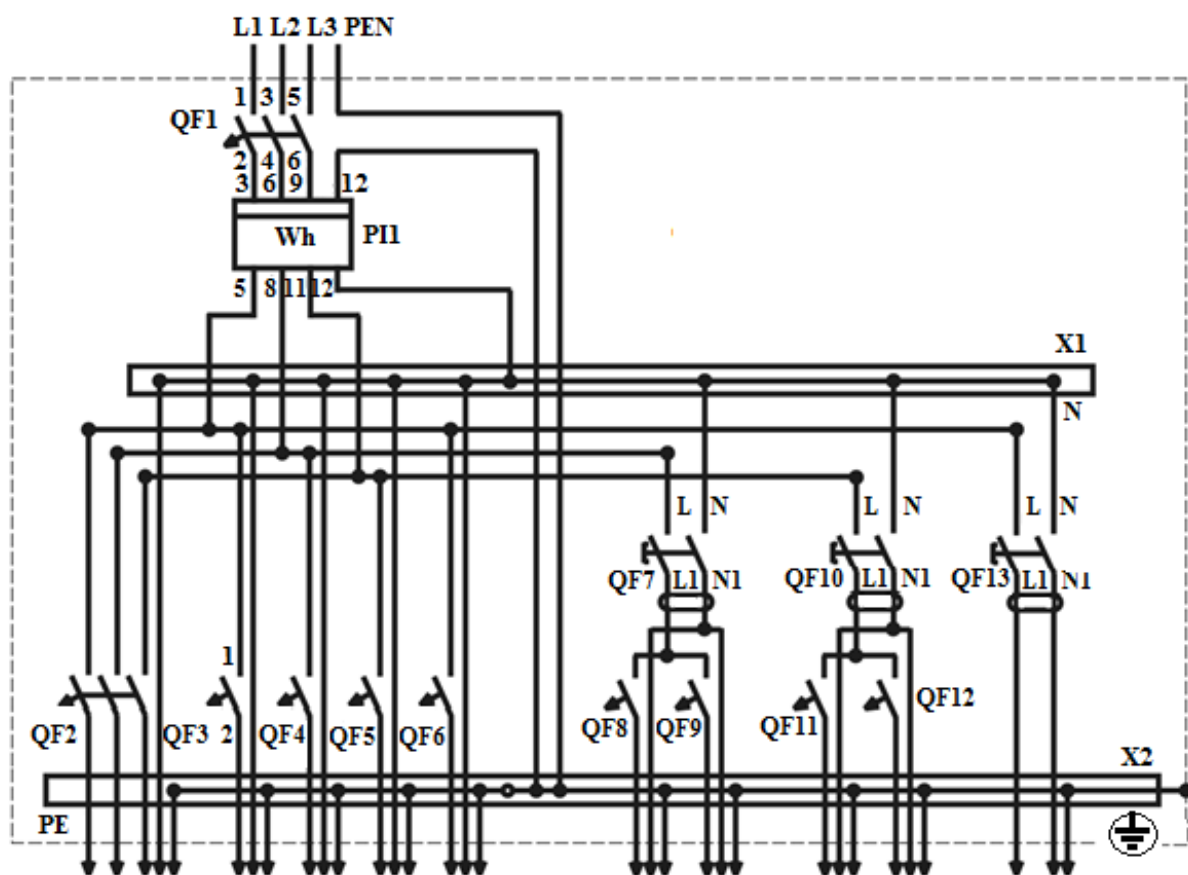 L1 L2 L3 PEN
1 3 5
QF1
2 4 6
3 6 9 12
Wh PI1
5 8 11 12
X1
N
L N L N L N
QF7 L1 N1 QF10 L1 N1 QF13 L1 N1
1
QF2 QF3 2 QF4 QF5 QF6 QF8 QF9 QF11 QF12
X2
PE